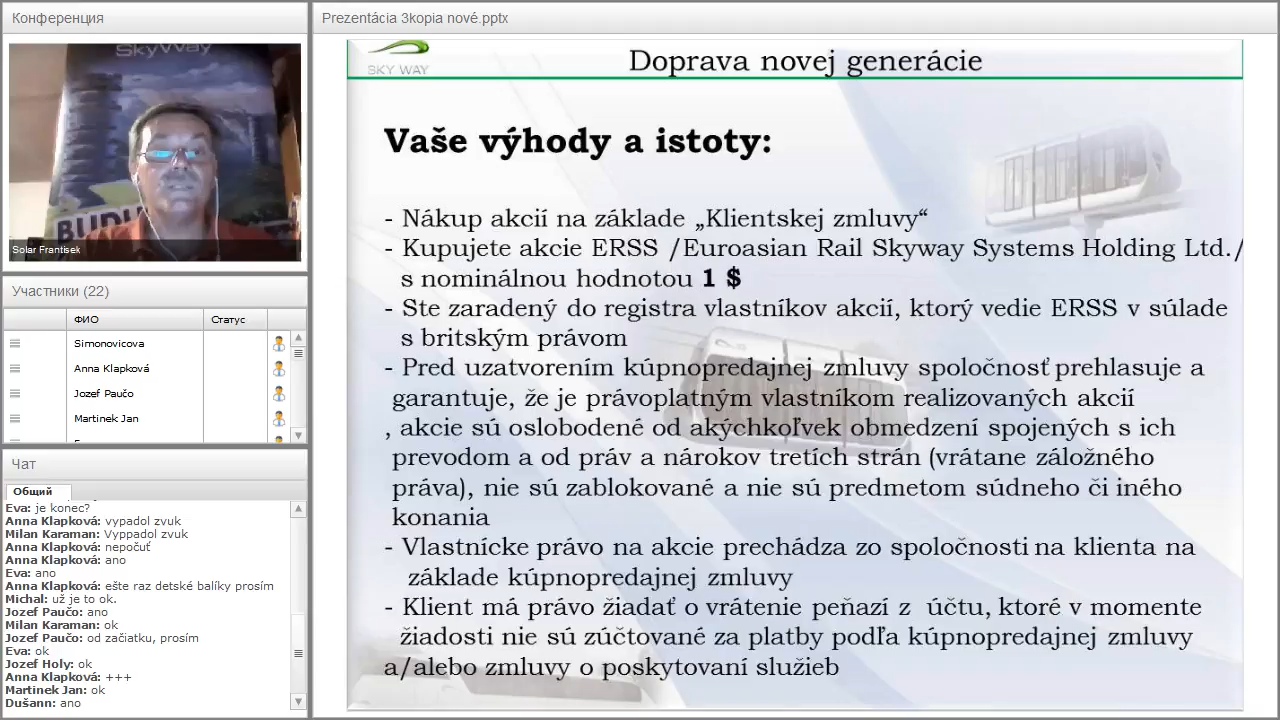 Конференция
SkyWay
BUDU
Solar Frantisek
Участники (22)
ФИО
Статус
Simonovicova
Anna Klapková
Jozef Paučo
Martinek Jan
Чат
Общий
Eva: je konec?
Anna Klapková: vypadol zvuk
Milan Karaman: Vyppadol zvuk
Anna Klapková: nepočuť
Anna Klapková: ano
Eva: ano
Anna Klapková: ešte raz detské balíky prosím
Michal: už je to ok.
Jozef Paučo: ano
Milan Karaman: ok
Jozef Paučo: od začiatku, prosím
Eva: ok
Jozef Holy: ok
Anna Klapková: +++
Martinek Jan: ok
Dušann: ano
Prezentácia 3kopia nové.pptx
SKY WAY
Doprava novej generácie
Vaše výhody a istoty:
- Nákup akcií na základe „Klientskej zmluvy“
- Kupujete akcie ERSS /Euroasian Rail Skyway Systems Holding Ltd./
s nominálnou hodnotou 1 $
- Ste zaradený do registra vlastníkov akcií, ktorý vedie ERSS v súlade
s britským právom
- Pred uzatvorením kúpnopredajnej zmluvy spoločnosť prehlasuje a
garantuje, že je právoplatným vlastníkom realizovaných akcií
, akcie sú oslobodené od akýchkoľvek obmedzení spojených s ich
prevodom a od práv a nárokov tretích strán (vrátane záložného
práva), nie sú zablokované a nie sú predmetom súdneho či iného
konania
- Vlastnícke právo na akcie prechádza zo spoločnosti na klienta na
základe kúpnopredajnej zmluvy
- Klient má právo žiadať o vrátenie peňazí z účtu, ktoré v momente
žiadosti nie sú zúčtované za platby podľa kúpnopredajnej zmluvy
a/alebo zmluvy o poskytovaní služieb